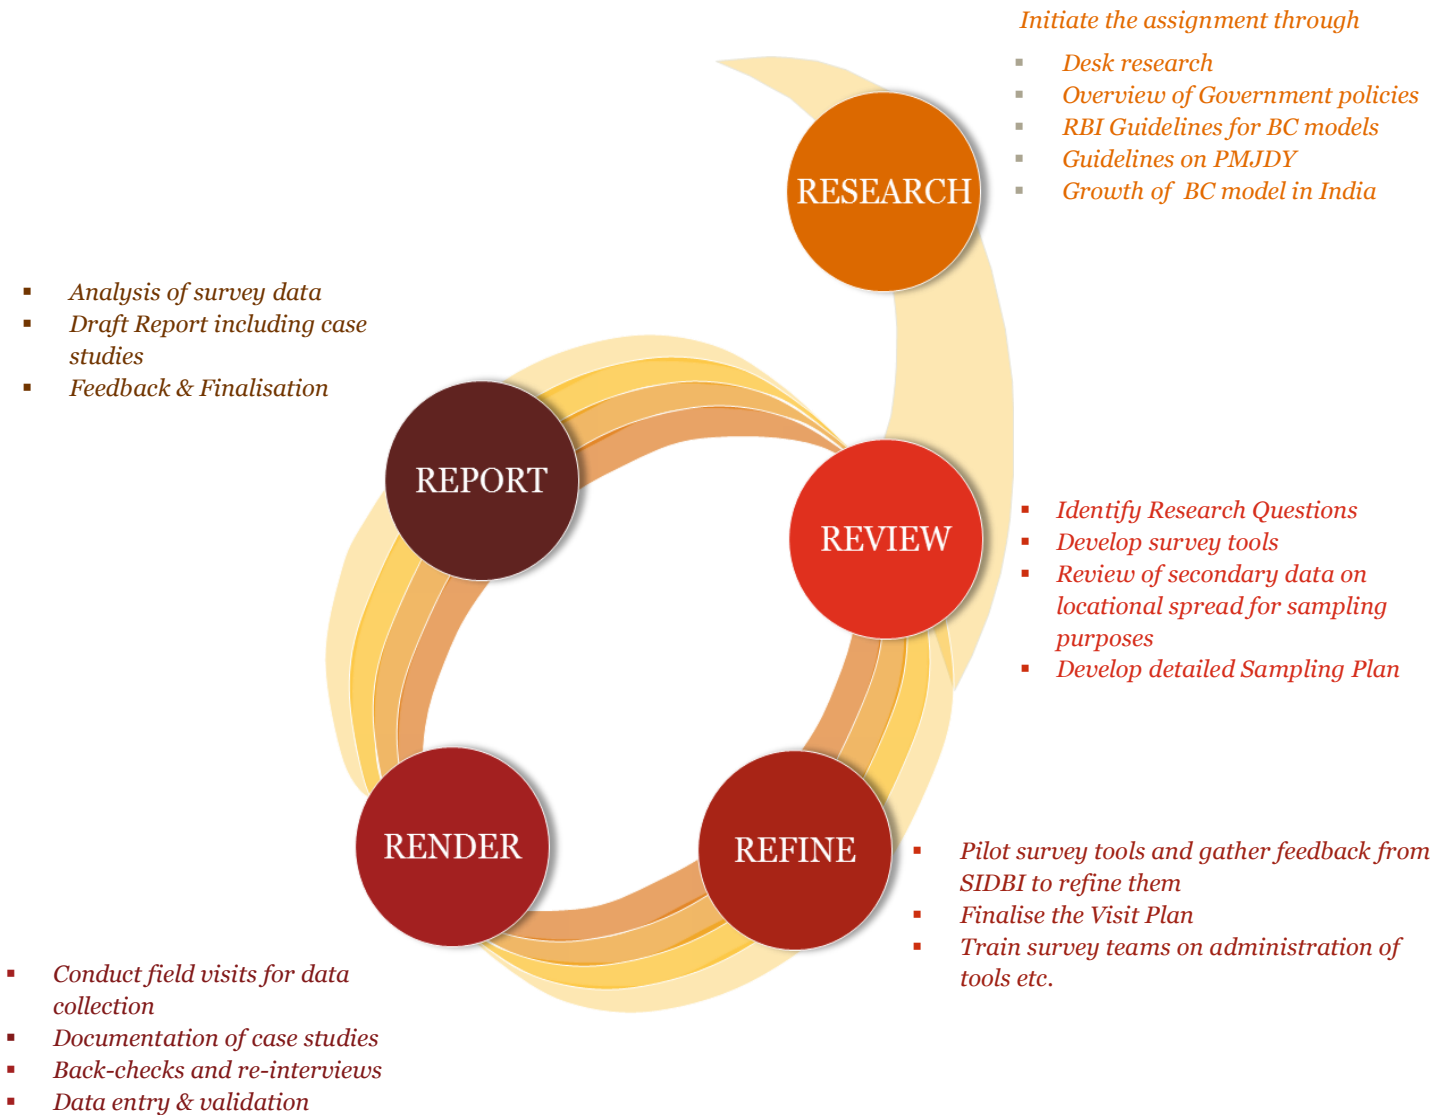 Initiate the assignment through
▪ Desk research
▪ Overview of Government policies
▪ RBI Guidelines for BC models
▪ Guidelines on PMJDY
▪ Growth of BC model in India
RESEARCH
REVIEW
▪ Identify Research Questions
▪ Develop survey tools
▪ Review of secondary data on
locational spread for sampling
purposes
▪ Develop detailed Sampling Plan
REFINE
▪ Pilot survey tools and gather feedback from
SIDBI to refine them
▪ Finalise the Visit Plan
▪ Train survey teams on administration of
tools etc.
RENDER
▪ Conduct field visits for data
collection
▪ Documentation of case studies
▪ Back-checks and re-interviews
▪ Data entry & validation
REPORT
▪ Analysis of survey data
▪ Draft Report including case
studies
▪ Feedback & Finalisation